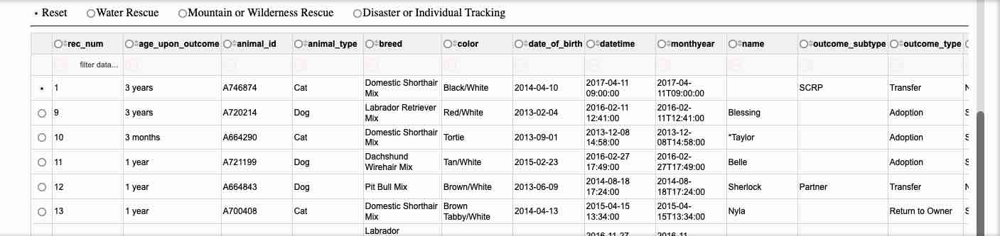 Reset Water Rescue Mountain or Wilderness Rescue Disaster or Individual Tracking
rec_num age_upon_outcome animal_id animal_type breed color date_of_birth datetime monthyear name outcome_subtype outcome_type
filter data...
1 3 years A746874 Cat Domestic Shorthair Mix Black/White 2014-04-10 2017-04-11 09:00:00 2017-04-11T09:00:00 SCRP Transfer N
9 3 years A720214 Dog Labrador Retriever Mix Red/White 2013-02-04 2016-02-11 12:41:00 2016-02-11T12:41:00 Blessing Adoption S
10 3 months A664290 Cat Domestic Shorthair Mix Tortie 2013-09-01 2013-12-08 14:58:00 2013-12-08T14:58:00 *Taylor Adoption S
11 1 year A721199 Dog Dachshund Wirehair Mix Tan/White 2015-02-23 2016-02-27 17:49:00 2016-02-27T17:49:00 Belle Adoption S
12 1 year A664843 Dog Pit Bull Mix Brown/White 2013-06-09 2014-08-18 17:24:00 2014-08-18T17:24:00 Sherlock Partner Transfer N
13 1 year A700408 Cat Domestic Shorthair Mix Brown Tabby/White 2014-04-13 2015-04-15 13:34:00 2015-04-15T13:34:00 Nyla Return to Owner S
Labrador 2016-11-27 2016-11-